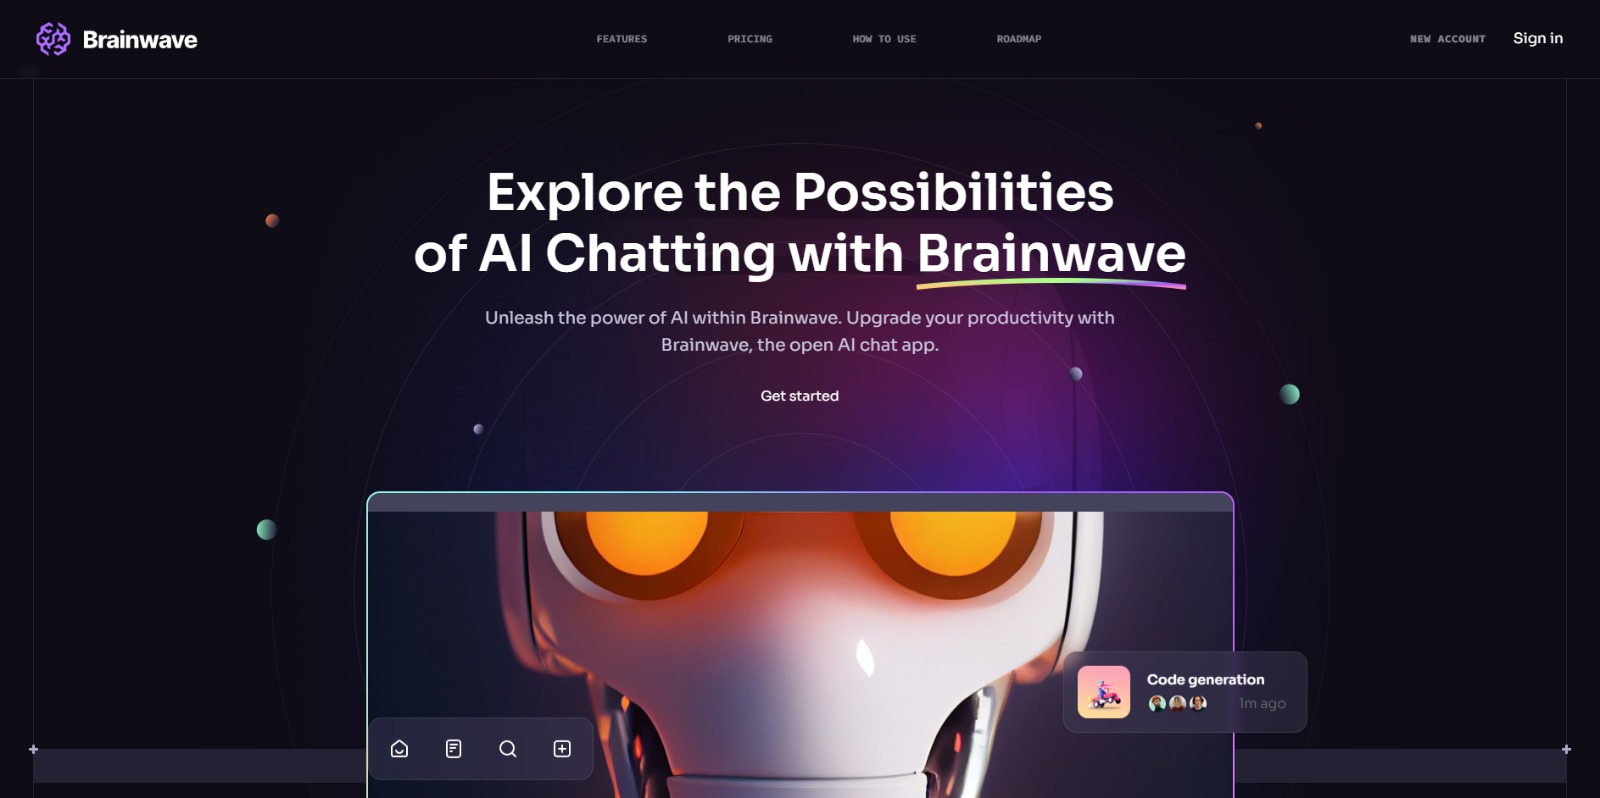 Brainwave
FEATURES
PRICING
HOW TO USE
ROADMAP
NEW ACCOUNT
Sign in
Explore the Possibilities
of AI Chatting with Brainwave
Unleash the power of AI within Brainwave. Upgrade your productivity with
Brainwave, the open AI chat app.
Get started
Code generation
1m ago